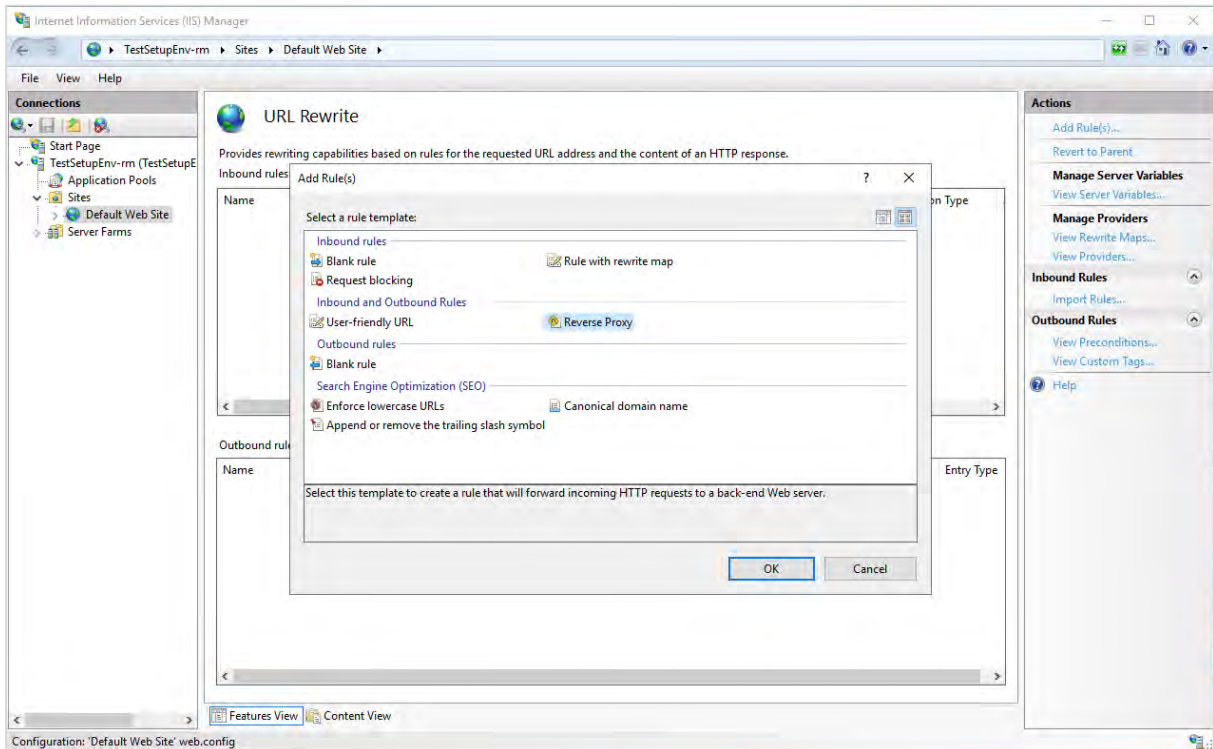 Internet Information Services (IIS) Manager
TestSetupEnv-rm Sites Default Web Site
File View Help
Connections
Start Page
TestSetupEnv-rm (TestSetupE
Application Pools
Sites
Default Web Site
Server Farms
URL Rewrite
Provides rewriting capabilities based on rules for the requested URL address and the content of an HTTP response.
Inbound rules
Name
on Type
Add Rule(s)
Select a rule template:
Inbound rules
Blank rule
Rule with rewrite map
Request blocking
Inbound and Outbound Rules
User-friendly URL
Reverse Proxy
Outbound rules
Blank rule
Search Engine Optimization (SEO)
Enforce lowercase URLs
Canonical domain name
Append or remove the trailing slash symbol
Select this template to create a rule that will forward incoming HTTP requests to a back-end Web server.
OK
Cancel
Outbound rule
Name
Entry Type
Features View
Content View
Actions
Add Rule(s)...
Revert to Parent
Manage Server Variables
View Server Variables...
Manage Providers
View Rewrite Maps...
View Providers...
Inbound Rules
Import Rules...
Outbound Rules
View Preconditions...
View Custom Tags...
Help
Configuration: 'Default Web Site' web.config